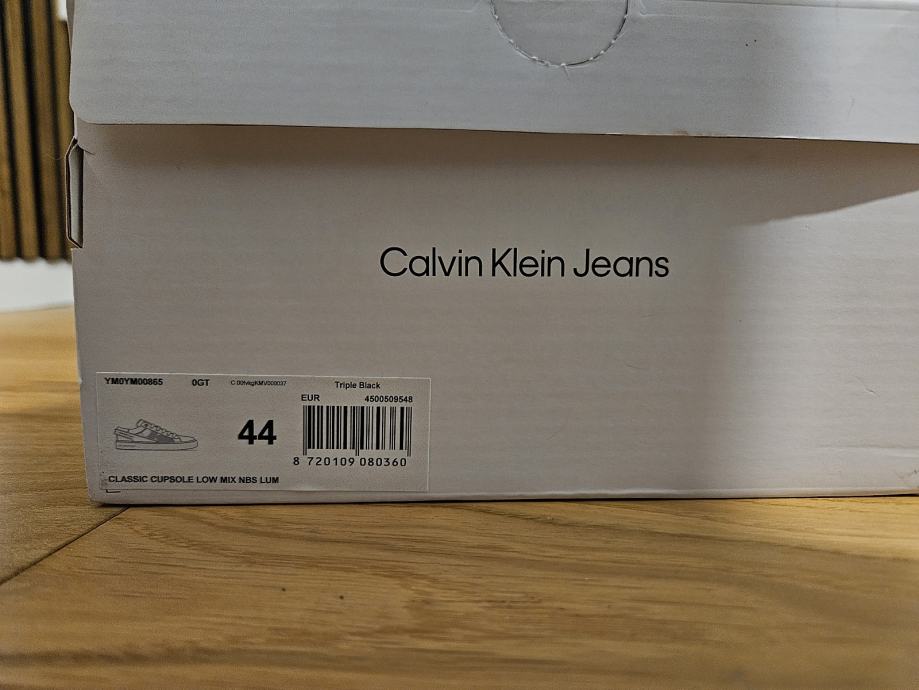 Calvin Klein Jeans
YM0YM00865 0GT
Triple Black
EUR 4500509548
44
8 720109 080360
CLASSIC CUPSOLE LOW MIX NBS LUM